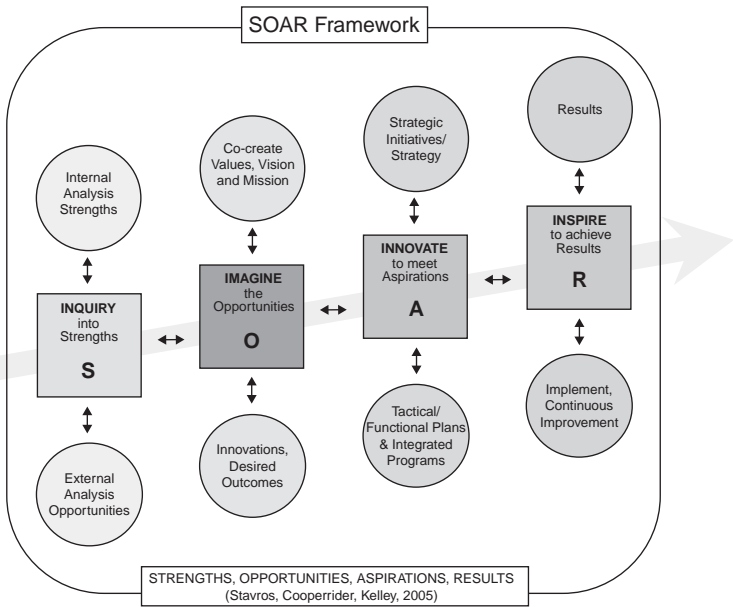 SOAR Framework
Internal
Analysis
Strengths
INQUIRY
into
Strengths
S
External
Analysis
Opportunities
Co-create
Values, Vision
and Mission
IMAGINE
the
Opportunities
O
Innovations,
Desired
Outcomes
Strategic
Initiatives/
Strategy
INNOVATE
to meet
Aspirations
A
Tactical/
Functional Plans
& Integrated
Programs
Results
INSPIRE
to achieve
Results
R
Implement,
Continuous
Improvement
STRENGTHS, OPPORTUNITIES, ASPIRATIONS, RESULTS
(Stavros, Cooperrider, Kelley, 2005)